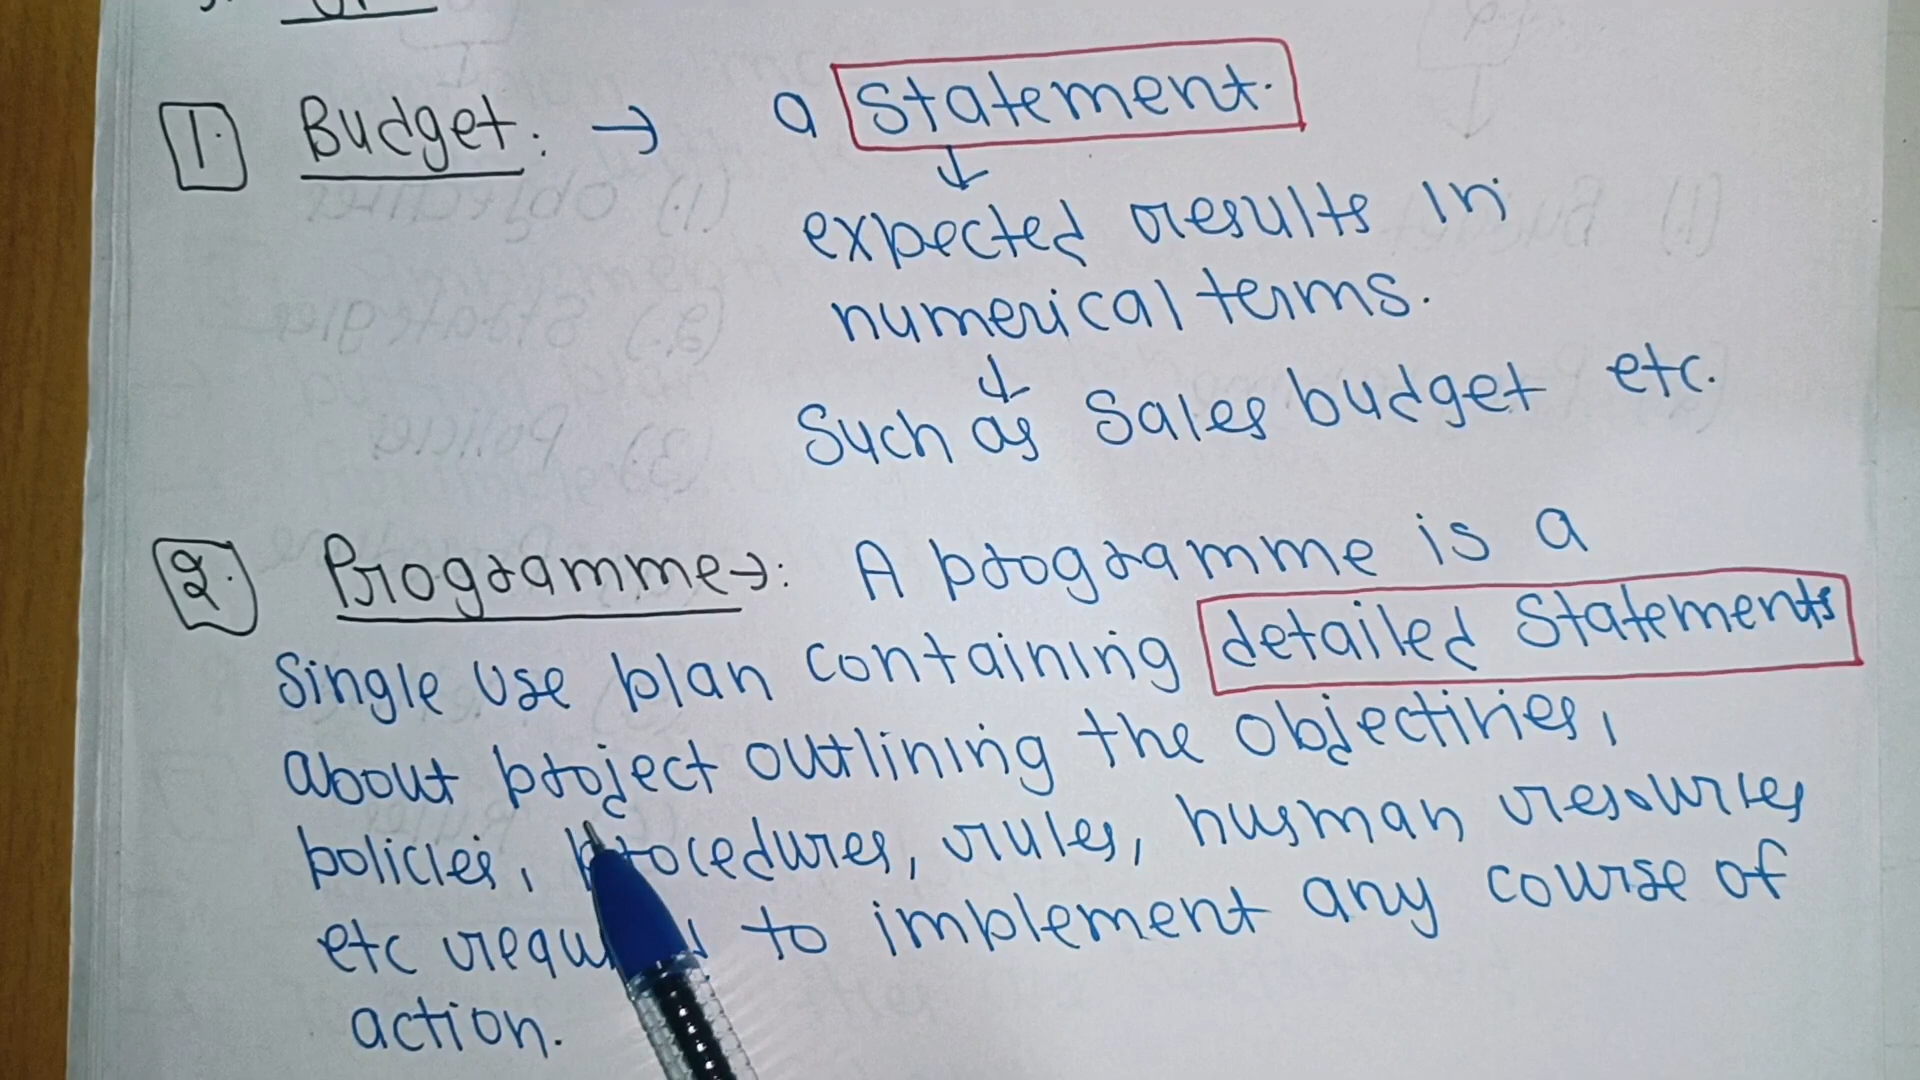 1. Budget: → a Statement.
↓
expected results in
numerical terms.
↓
Such as Sales budget etc.
2. Programme→: A programme is a
Single use plan containing detailed Statements
about project outlining the objectives,
policies, procedures, rules, human resources
etc to implement any course of
action.